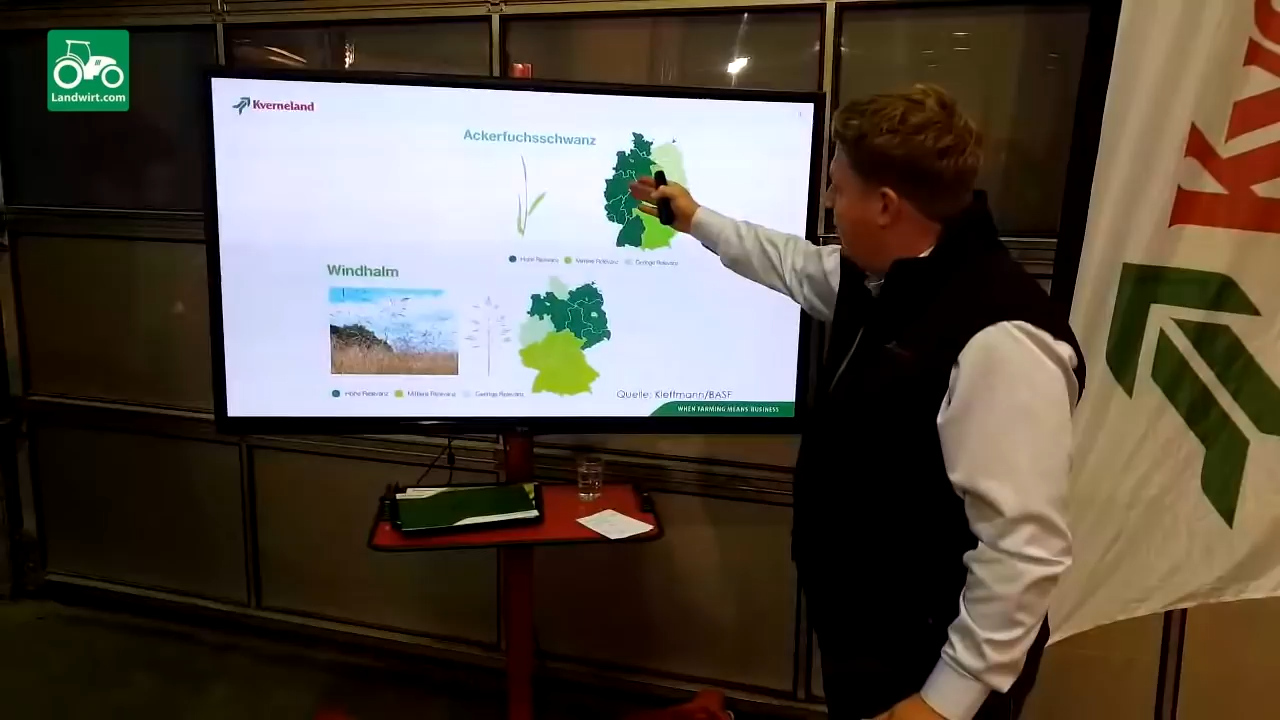 Landwirt.com
Kverneland
Ackerfuchsschwanz
Hohe Relevanz Mittlere Relevanz Geringe Relevanz
Windhalm
Hohe Relevanz Mittlere Relevanz Geringe Relevanz
Quelle: Kleffmann/BASF
WHEN FARMING MEANS BUSINESS